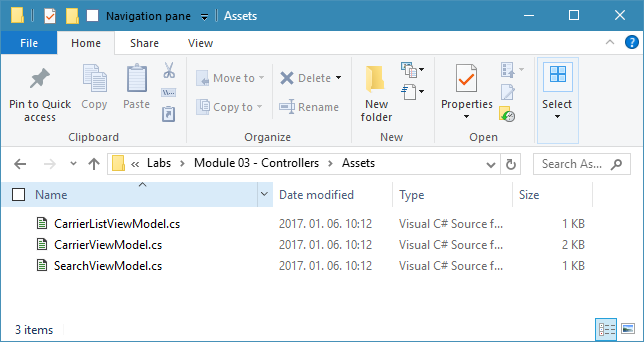 Navigation pane Assets
File Home Share View
Pin to Quick access
Copy
Paste
Clipboard
Move to
Copy to
Delete
Rename
Organize
New folder
New
Properties
Open
Select
« Labs Module 03 - Controllers Assets
Search As...
Name Date modified Type Size
CarrierListViewModel.cs 2017. 01. 06. 10:12 Visual C# Source f... 1 KB
CarrierViewModel.cs 2017. 01. 06. 10:12 Visual C# Source f... 2 KB
SearchViewModel.cs 2017. 01. 06. 10:12 Visual C# Source f... 1 KB
3 items